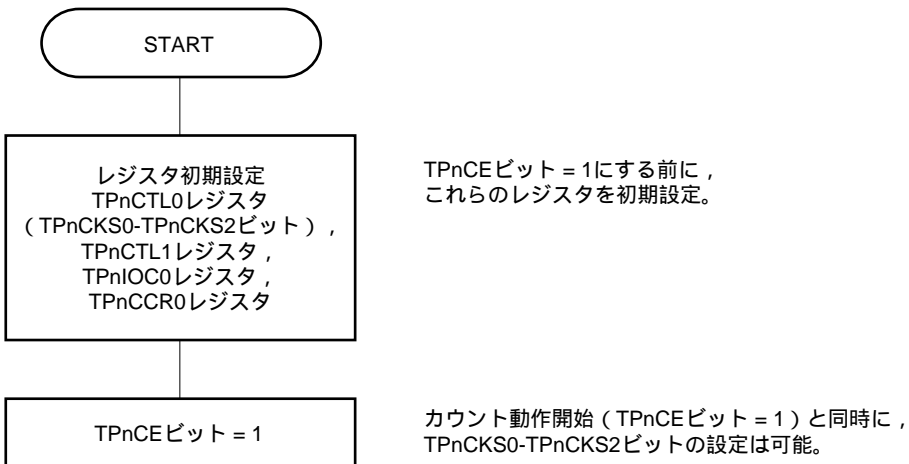 START
レジスタ初期設定
TPnCTL0レジスタ
（TPnCKS0-TPnCKS2ビット），
TPnCTL1レジスタ，
TPnIOC0レジスタ，
TPnCCR0レジスタ
TPnCEビット = 1にする前に，
これらのレジスタを初期設定。
TPnCEビット = 1
カウント動作開始（TPnCEビット = 1）と同時に，
TPnCKS0-TPnCKS2ビットの設定は可能。